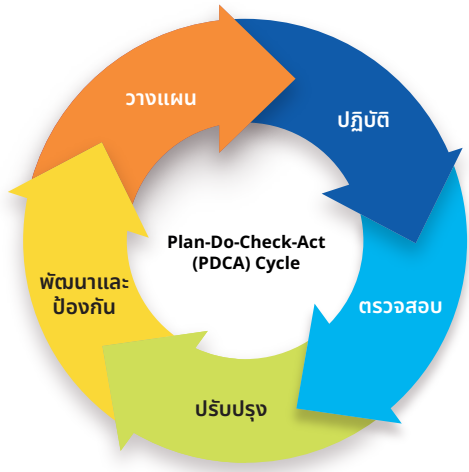 วางแผน
ปฏิบัติ
ตรวจสอบ
ปรับปรุง
พัฒนาและ
ป้องกัน
Plan-Do-Check-Act
(PDCA) Cycle